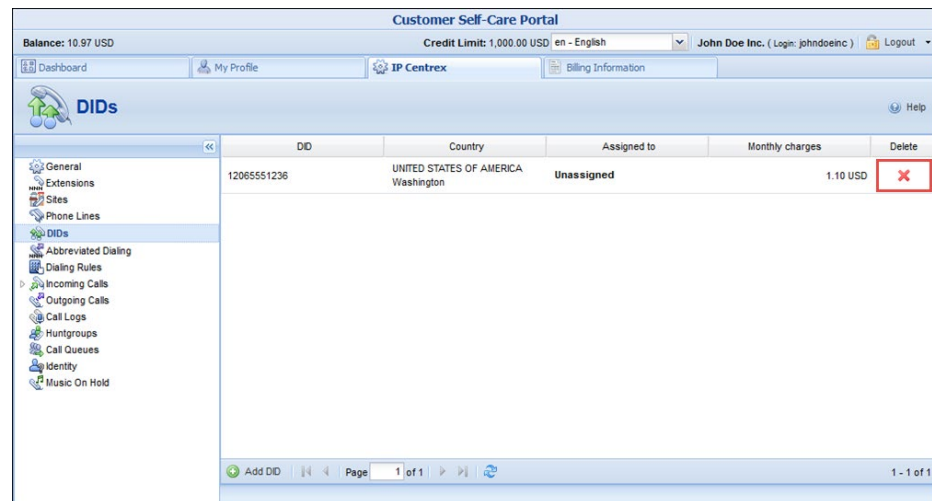 Customer Self-Care Portal
Balance: 10.97 USD Credit Limit: 1,000.00 USD en - English John Doe Inc. ( Login: johndoeinc ) Logout
Dashboard My Profile IP Centrex Billing Information
DIDs Help
DID Country Assigned to Monthly charges Delete
12065551236 UNITED STATES OF AMERICA Unassigned 1.10 USD
Washington
General
Extensions
Sites
Phone Lines
DIDs
Abbreviated Dialing
Dialing Rules
Incoming Calls
Outgoing Calls
Call Logs
Huntgroups
Call Queues
Identity
Music On Hold
Add DID Page 1 of 1 1 - 1 of 1